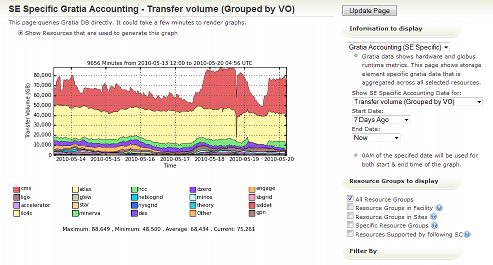 SE Specific Gratia Accounting - Transfer volume (Grouped by VO)
This page queries Gratia DB directly. It could take a few minutes to render graphs.
Show Resources that are used to generate this graph
9656 Minutes from 2010-05-13 12:00 to 2010-05-20 04:56 UTC
Transfer Volume (GB)
80,000
70,000
60,000
50,000
40,000
30,000
20,000
10,000
0
2010-05-14 2010-05-15 2010-05-16 2010-05-17 2010-05-18 2010-05-19 2010-05-20
Time
cms atlas hcc dzero engage
ligo glow nebiogrid minos sbgrid
accelerator star nysgrid theory
Other gpn
minerva des
Maximum: 88,649 , Minimum: 48,500 , Average: 68,434 , Current: 75,261
Update Page
Information to display
Gratia Accounting (SE Specific)
Gratia data shows hardware and globus
runtime metrics. This page shows storage
element specific gratia data that is
aggregated across all selected resources.
Show SE Specific Accounting Data for:
Transfer volume (Grouped by VO)
Start Date:
7 Days Ago
End Date:
Now
0AM of the specifed date will be used for
both start & end time of the graph.
Resource Groups to display
All Resource Groups
Resource Groups in Facility
Resource Groups in Sites
Specific Resource Groups
Resources Supported by following SC
Filter By